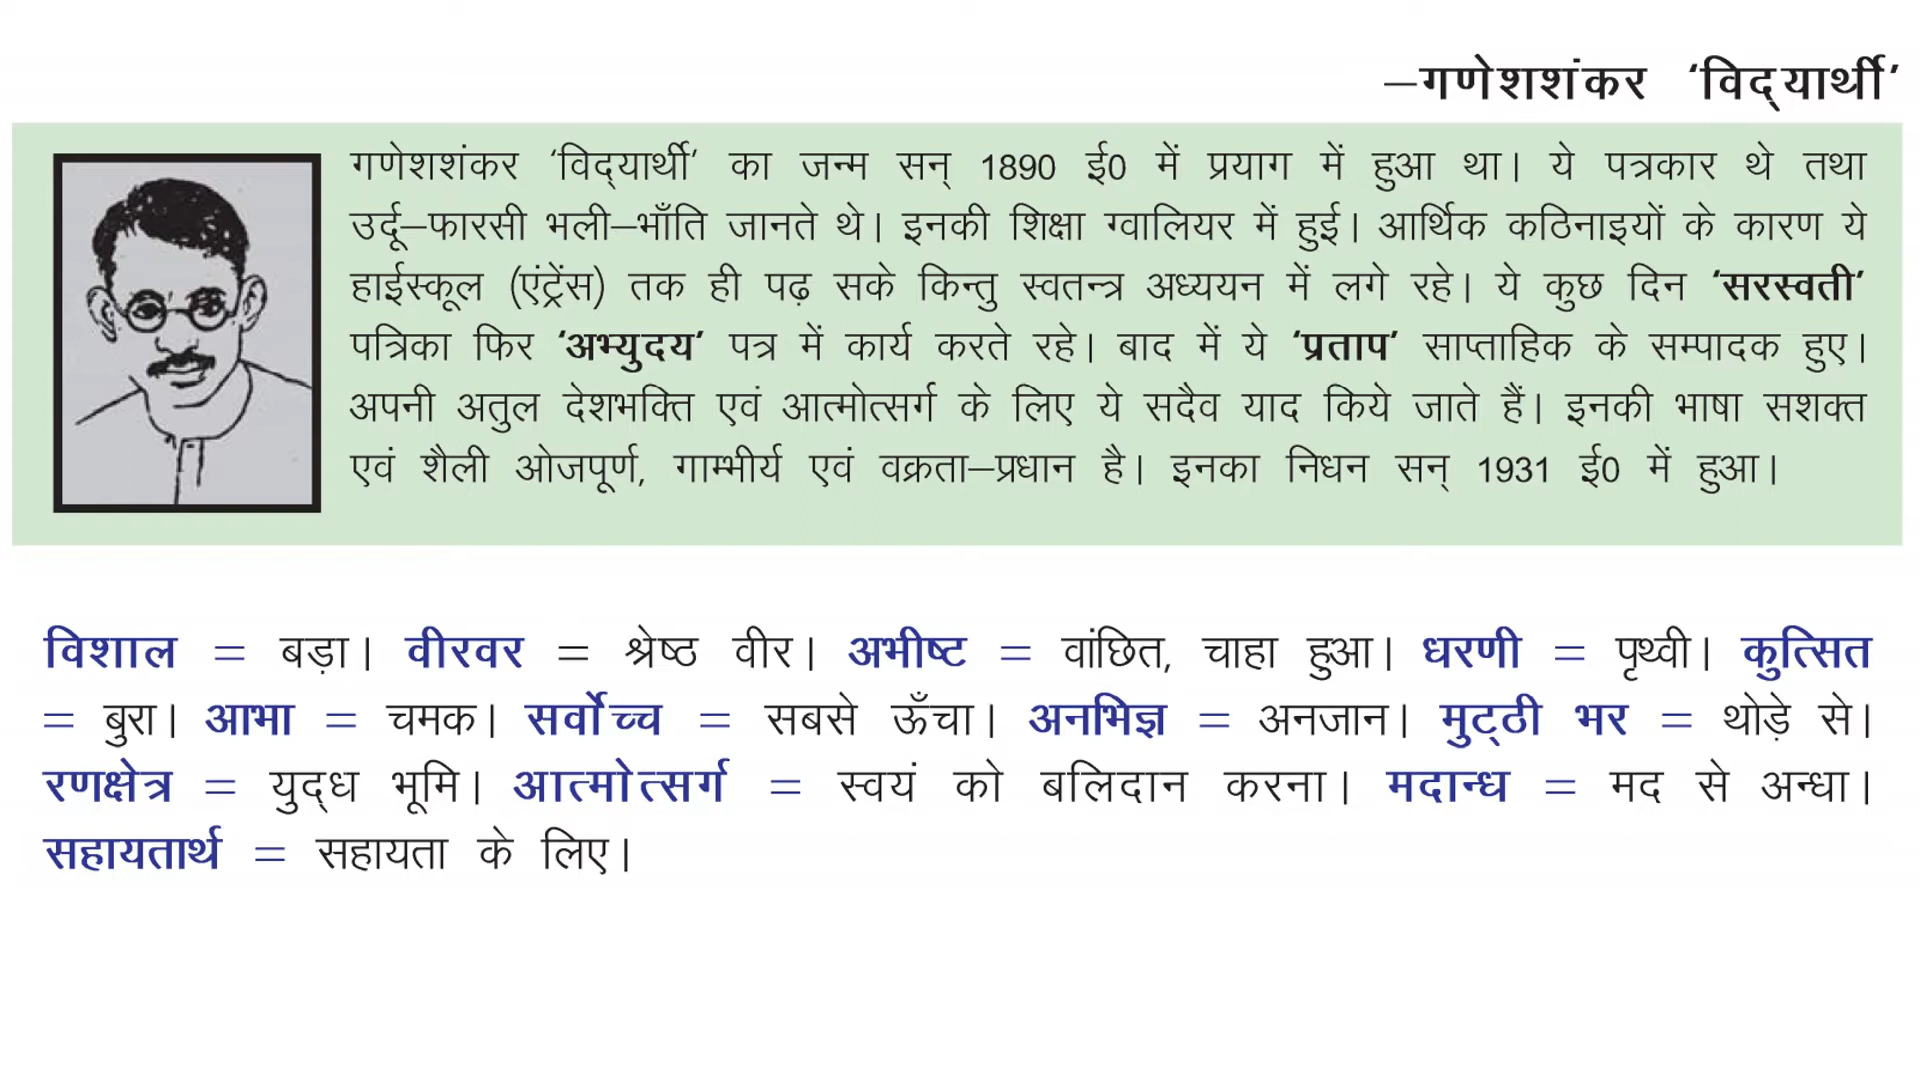 –गणेशशंकर ‘विद्‌यार्थी’
गणेशशंकर ‘विद्‌यार्थी’ का जन्म सन् 1890 ई0 में प्रयाग में हुआ था। ये पत्रकार थे तथा
उर्दू–फारसी भली–भाँति जानते थे। इनकी शिक्षा ग्वालियर में हुई। आर्थिक कठिनाइयों के कारण ये
हाईस्कूल (एंट्रेंस) तक ही पढ़ सके किन्तु स्वतन्त्र अध्ययन में लगे रहे। ये कुछ दिन ‘सरस्वती’
पत्रिका फिर ‘अभ्युदय’ पत्र में कार्य करते रहे। बाद में ये ‘प्रताप’ साप्ताहिक के सम्पादक हुए।
अपनी अतुल देशभक्ति एवं आत्मोत्सर्ग के लिए ये सदैव याद किये जाते हैं। इनकी भाषा सशक्त
एवं शैली ओजपूर्ण, गाम्भीर्य एवं वक्रता–प्रधान है। इनका निधन सन् 1931 ई0 में हुआ।
विशाल = बड़ा। वीरवर = श्रेष्ठ वीर। अभीष्ट = वांछित, चाहा हुआ। धरणी = पृथ्वी। कुत्सित
= बुरा। आभा = चमक। सर्वोच्च = सबसे ऊँचा। अनभिज्ञ = अनजान। मुट्‌ठी भर = थोड़े से।
रणक्षेत्र = युद्‌ध भूमि। आत्मोत्सर्ग = स्वयं को बलिदान करना। मदान्ध = मद से अन्धा।
सहायतार्थ = सहायता के लिए।